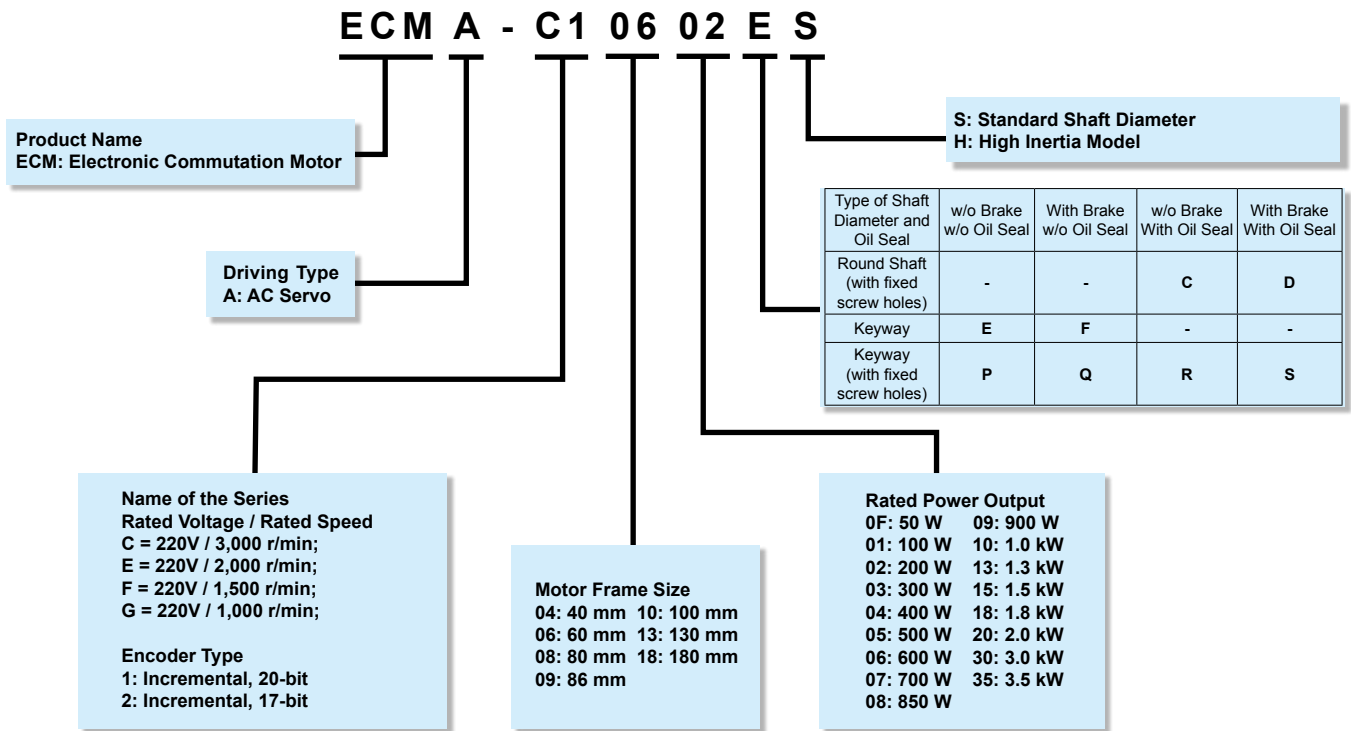 ECM A - C1 06 02 E S
Product Name
ECM: Electronic Commutation Motor
S: Standard Shaft Diameter
H: High Inertia Model
Driving Type
A: AC Servo
Type of Shaft
Diameter and
Oil Seal
w/o Brake
w/o Oil Seal
With Brake
w/o Oil Seal
w/o Brake
With Oil Seal
With Brake
With Oil Seal
Round Shaft
(with fixed
screw holes)
- - C D
Keyway
E F - -
Keyway
(with fixed
screw holes)
P Q R S
Name of the Series
Rated Voltage / Rated Speed
C = 220V / 3,000 r/min;
E = 220V / 2,000 r/min;
F = 220V / 1,500 r/min;
G = 220V / 1,000 r/min;
Encoder Type
1: Incremental, 20-bit
2: Incremental, 17-bit
Motor Frame Size
04: 40 mm 10: 100 mm
06: 60 mm 13: 130 mm
08: 80 mm 18: 180 mm
09: 86 mm
Rated Power Output
0F: 50 W 09: 900 W
01: 100 W 10: 1.0 kW
02: 200 W 13: 1.3 kW
03: 300 W 15: 1.5 kW
04: 400 W 18: 1.8 kW
05: 500 W 20: 2.0 kW
06: 600 W 30: 3.0 kW
07: 700 W 35: 3.5 kW
08: 850 W